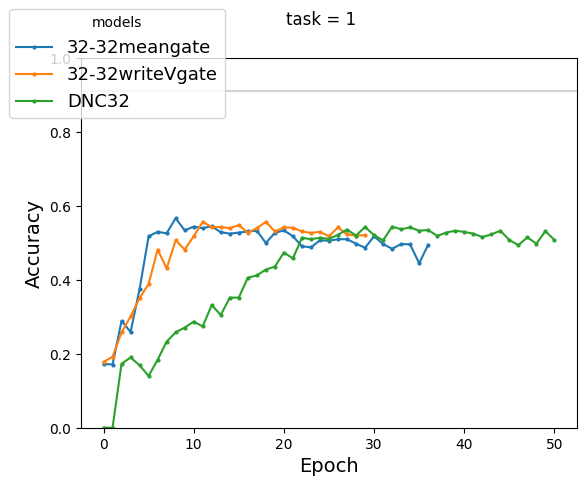 task = 1
models
32-32meangate
32-32writeVgate
DNC32
1.0
0.8
0.6
0.4
0.2
0.0
Accuracy
0 10 20 30 40 50
Epoch